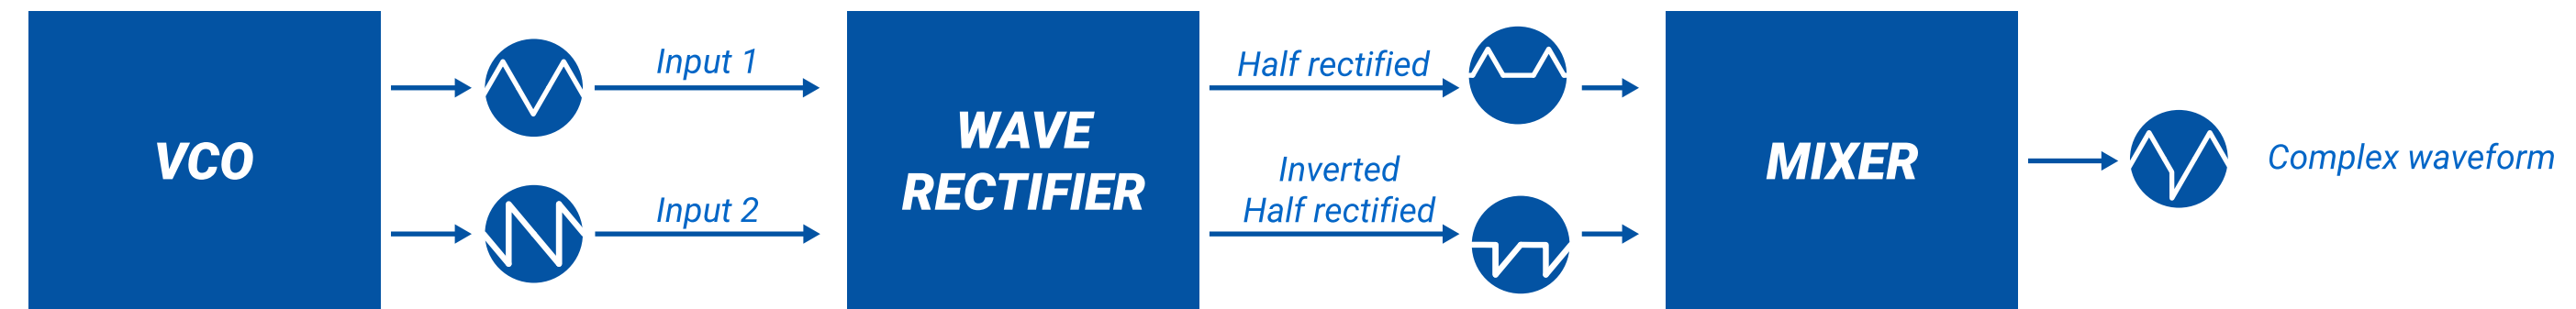 VCO
Input 1
Input 2
WAVE
RECTIFIER
Half rectified
Inverted
Half rectified
MIXER
Complex waveform